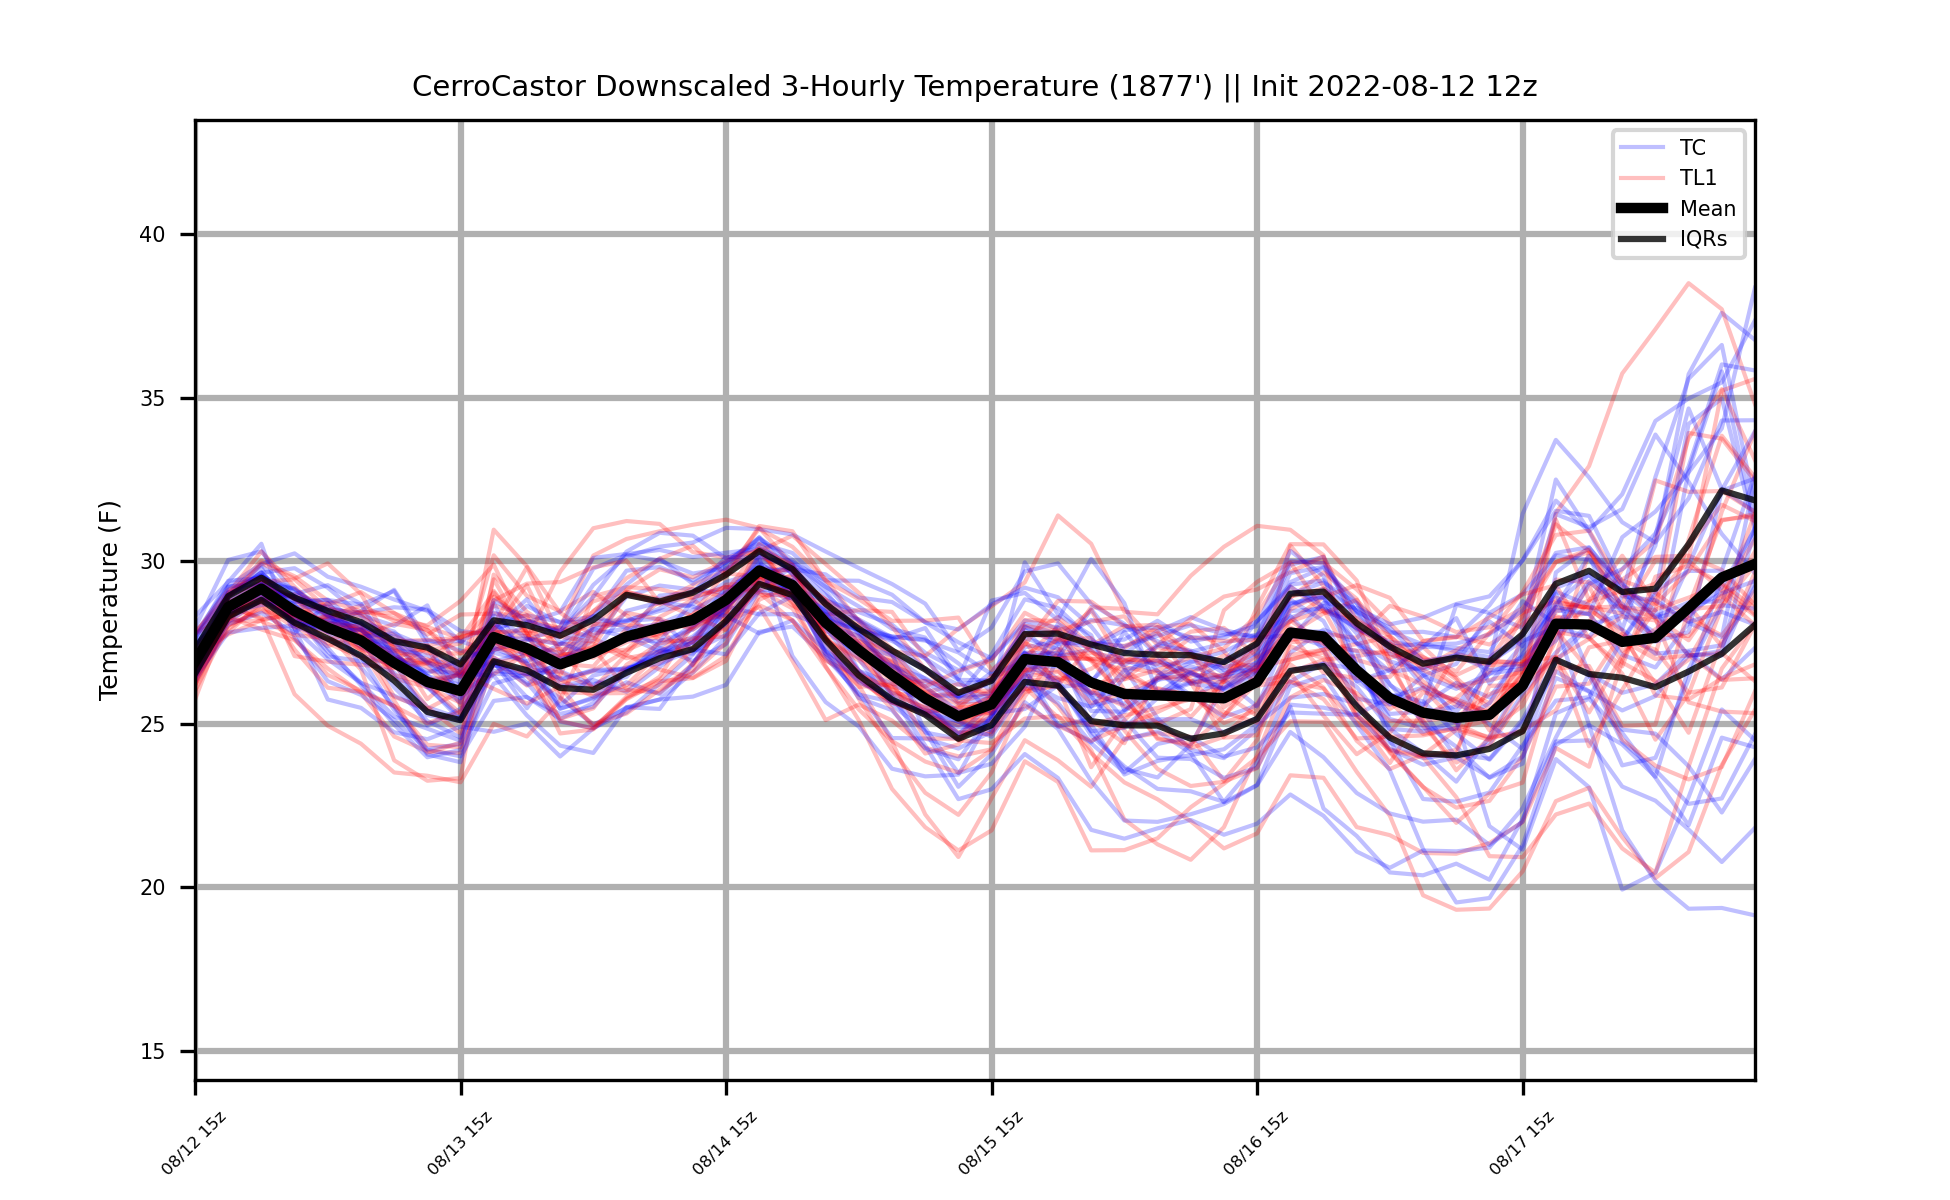 CerroCastor Downscaled 3-Hourly Temperature (1877') || Init 2022-08-12 12z
TC
TL1
Mean
IQRs
Temperature (F)
40
35
30
25
20
15
08/12 15z
08/13 15z
08/14 15z
08/15 15z
08/16 15z
08/17 15z